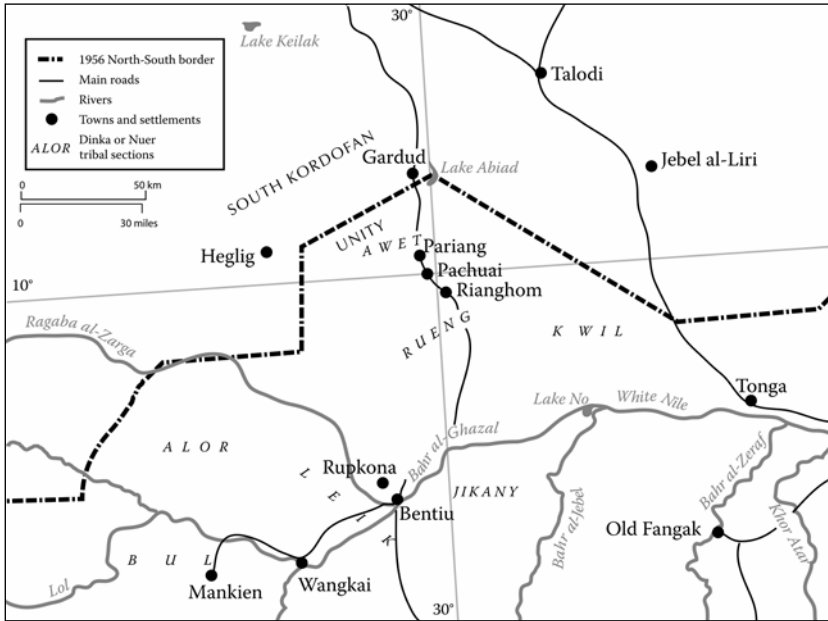 30°
Lake Keilak
1956 North-South border
Main roads
Rivers
Towns and settlements
ALOR
Dinka or Nuer
tribal sections
0
50 km
0
30 miles
Talodi
Gardud
Lake Abiad
Jebel al-Liri
SOUTH KORDOFAN
UNITY
AWET
Heglig
Pariang
Pachuai
Rianghom
10°
Ragaba al-Zarga
RUENG
KWIL
Tonga
Lake No
White Nile
ALOR
Bahr al-Ghazal
Rupkona
LEIK
JIKANY
Bentiu
Bahr al-Jebel
Bahr al-Zeraf
Khor Atar
Old Fangak
BUL
Lol
Mankien
Wangkai
30°